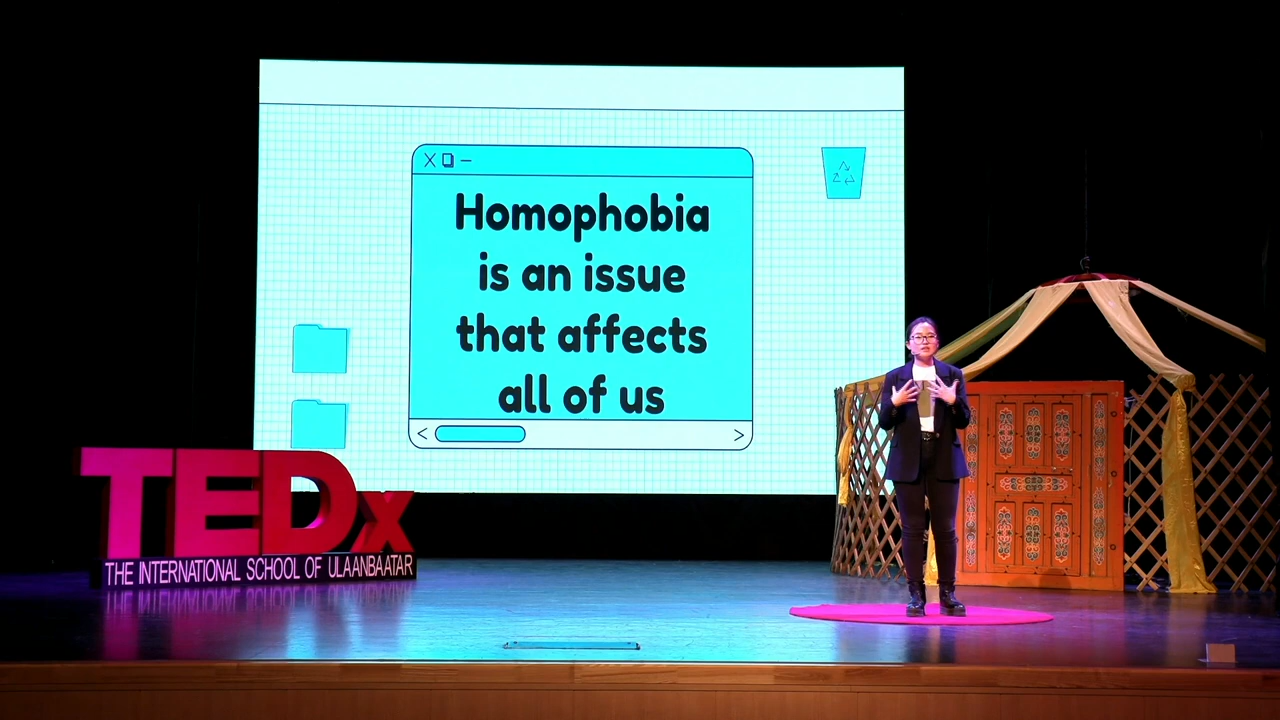 Homophobia
is an issue
that affects
all of us
TEDx
THE INTERNATIONAL SCHOOL OF ULAANBAATAR